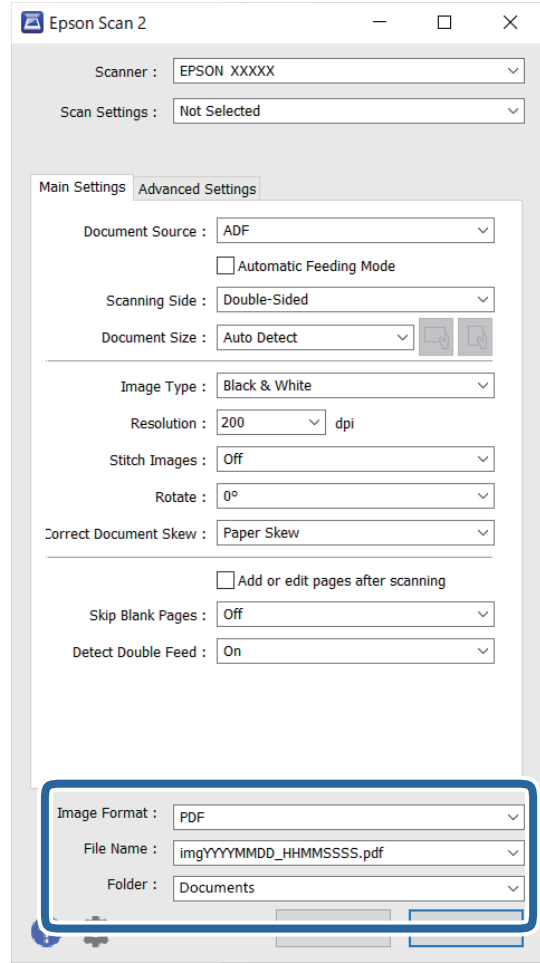 Epson Scan 2
Scanner : EPSON XXXXX
Scan Settings : Not Selected
Main Settings Advanced Settings
Document Source : ADF
Automatic Feeding Mode
Scanning Side : Double-Sided
Document Size : Auto Detect
Image Type : Black & White
Resolution : 200 dpi
Stitch Images : Off
Rotate : 0°
Correct Document Skew : Paper Skew
Add or edit pages after scanning
Skip Blank Pages : Off
Detect Double Feed : On
Image Format : PDF
File Name : imgYYYYMMDD_HHMMSSSS.pdf
Folder : Documents